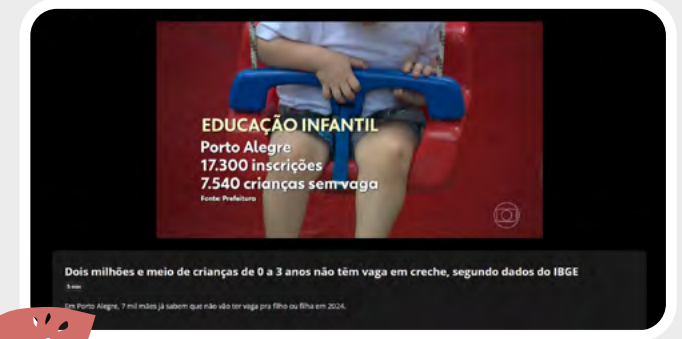 EDUCAÇÃO INFANTIL
Porto Alegre
17.300 inscrições
7.540 crianças sem vaga
Fonte: Prefeitura
Dois milhões e meio de crianças de 0 a 3 anos não têm vaga em creche, segundo dados do IBGE
Em Porto Alegre, 7 mil mães já sabem que não vão ter vaga pra filho ou filha em 2024.